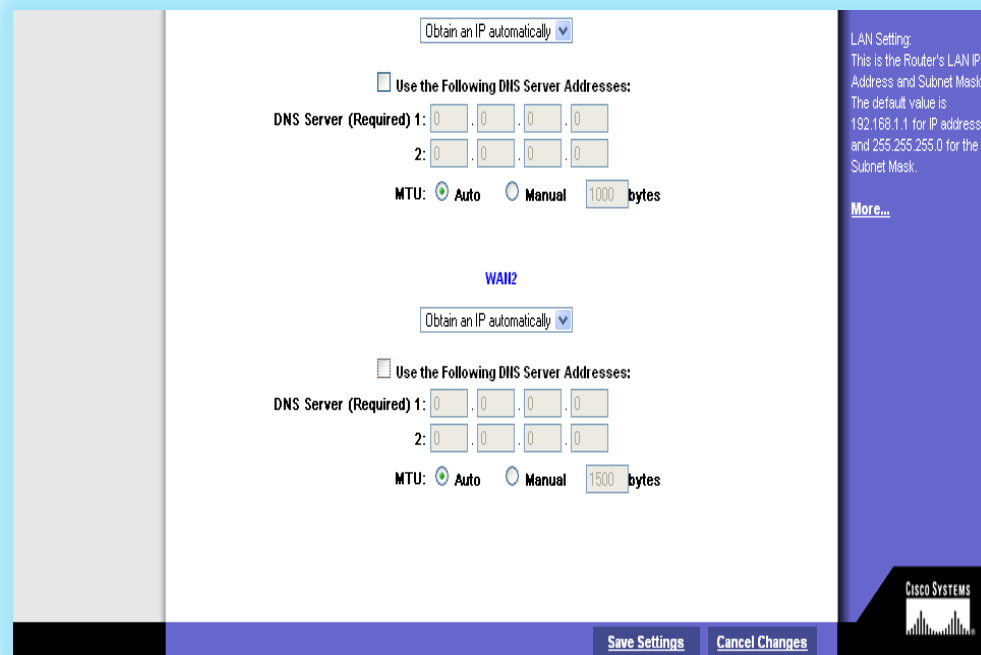 Obtain an IP automatically
Use the Following DNS Server Addresses:
DNS Server (Required) 1: 0 . 0 . 0 . 0
2: 0 . 0 . 0 . 0
MTU: Auto Manual 1000 bytes
WAN2
Obtain an IP automatically
Use the Following DNS Server Addresses:
DNS Server (Required) 1: 0 . 0 . 0 . 0
2: 0 . 0 . 0 . 0
MTU: Auto Manual 1500 bytes
Save Settings Cancel Changes
LAN Setting:
This is the Router's LAN IP
Address and Subnet Mask
The default value is
192.168.1.1 for IP address
and 255.255.255.0 for the
Subnet Mask.
More...
CISCO SYSTEMS